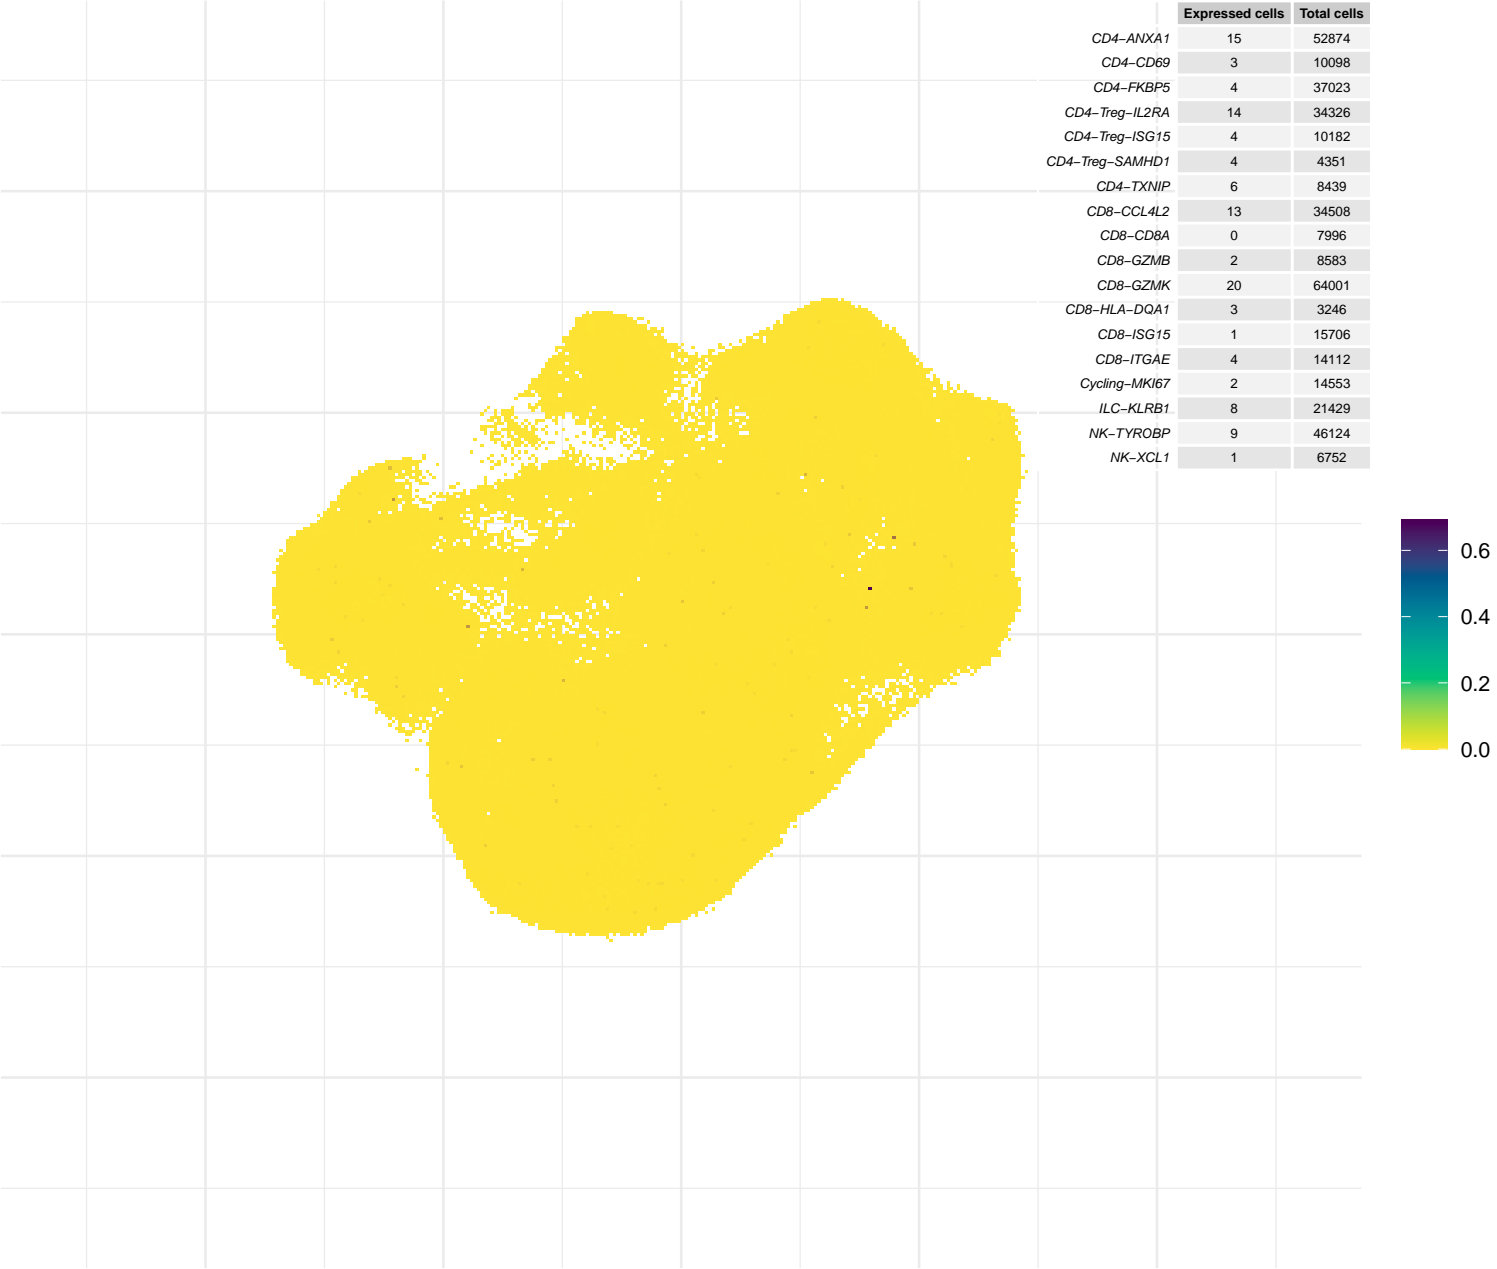 Expressed cells Total cells
CD4−ANXA1 15 52874
CD4−CD69 3 10098
CD4−FKBP5 4 37023
CD4−Treg−IL2RA 14 34326
CD4−Treg−ISG15 4 10182
CD4−Treg−SAMHD1 4 4351
CD4−TXNIP 6 8439
CD8−CCL4L2 13 34508
CD8−CD8A 0 7996
CD8−GZMB 2 8583
CD8−GZMK 20 64001
CD8−HLA−DQA1 3 3246
CD8−ISG15 1 15706
CD8−ITGAE 4 14112
Cycling−MKI67 2 14553
ILC−KLRB1 8 21429
NK−TYROBP 9 46124
NK−XCL1 1 6752
0.6
0.4
0.2
0.0